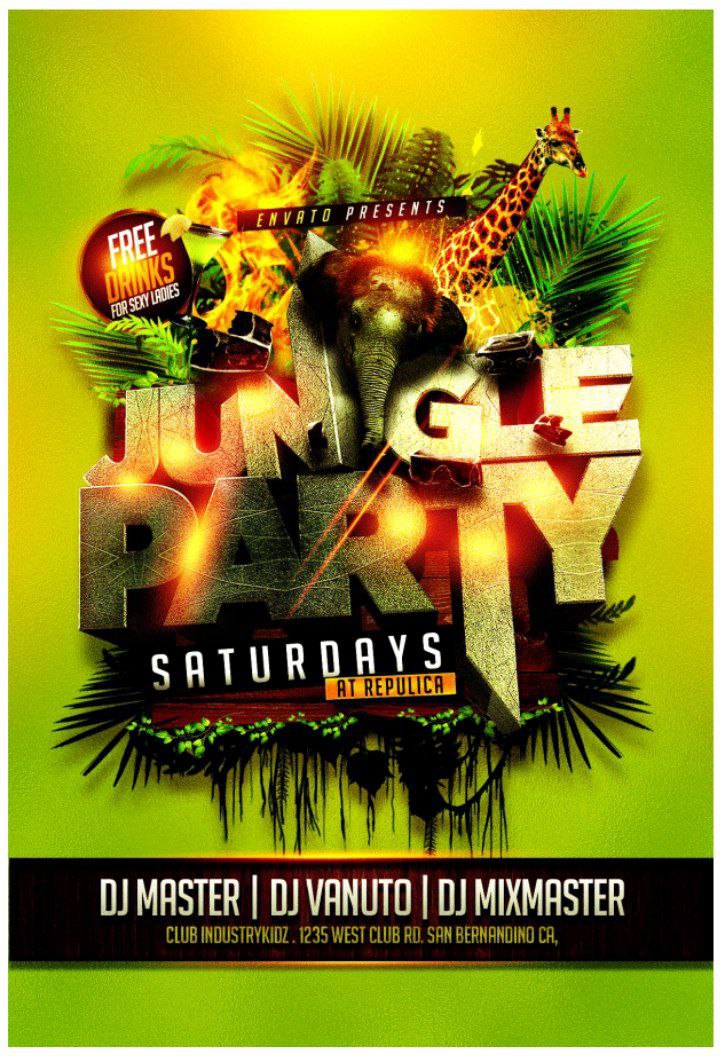 ENVATO PRESENTS
FREE
DRINKS
FOR SEXY LADIES
JUNGLE
PARTY
SATURDAYS
AT REPULICA
DJ MASTER | DJ VANUTO | DJ MIXMASTER
CLUB INDUSTRYKIDZ . 1235 WEST CLUB RD. SAN BERNANDINO CA,